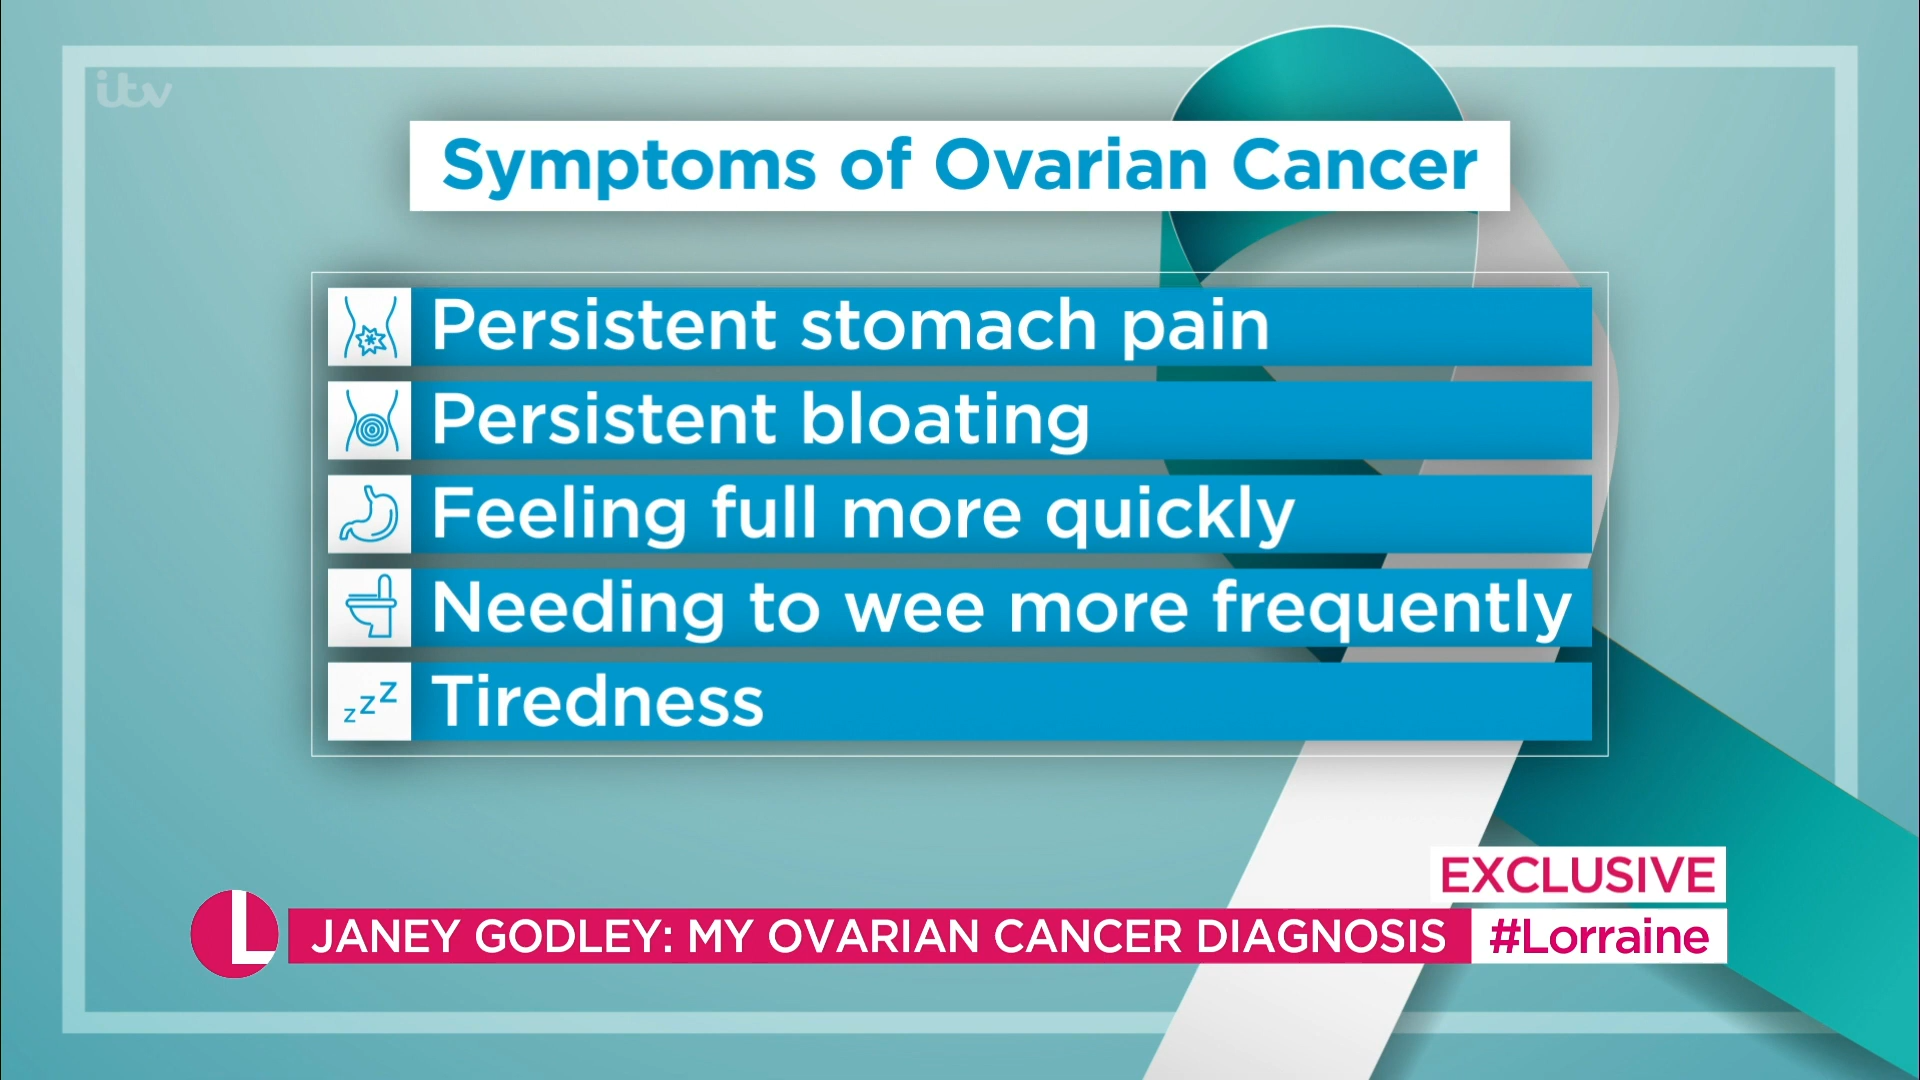 itv
Symptoms of Ovarian Cancer
Persistent stomach pain
Persistent bloating
Feeling full more quickly
Needing to wee more frequently
zzZ Tiredness
EXCLUSIVE
L JANEY GODLEY: MY OVARIAN CANCER DIAGNOSIS #Lorraine